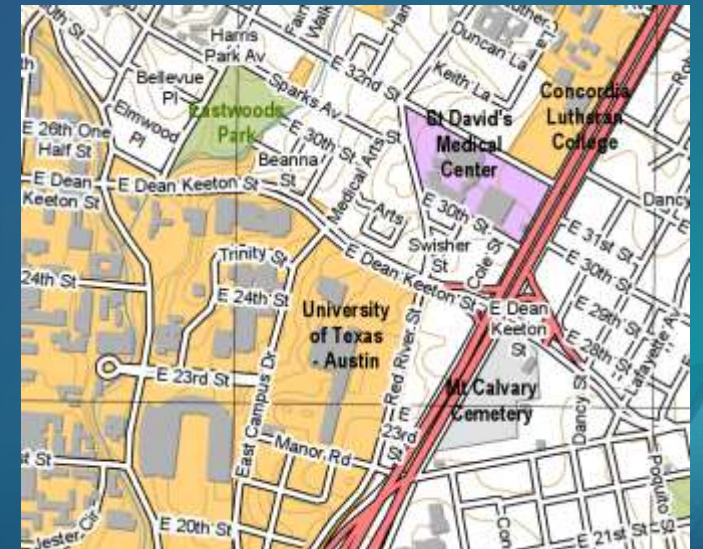 Harris
Park Av
Bellevue
Pl
Elmwood
Pl
Eastwoods
Park
Sparks Av
E 32nd St
Duncan La
Keith La
Concordia
Lutheran
College
St David's
Medical
Center
E 26th One
Half St
E 30th St
Beanna
St
Medical Arts
St
Arts
E 30th St
E Dean
Keeton St
E Dean Keeton St
Swisher
St
Cole St
Dancy
E 31st St
E 30th St
E 29th St
E 28th St
Lafayette Av
Trinity St
24th St
E 24th St
E Dean Keeton St
E Dean
Keeton
St
University
of Texas
- Austin
Red River St
E 23rd St
East Campus Dr
Mt Calvary
Cemetery
E
23rd
St
Manor Rd
Dancy St
Poquito St
t St
Jester Cir
E 20th St
E 21st St